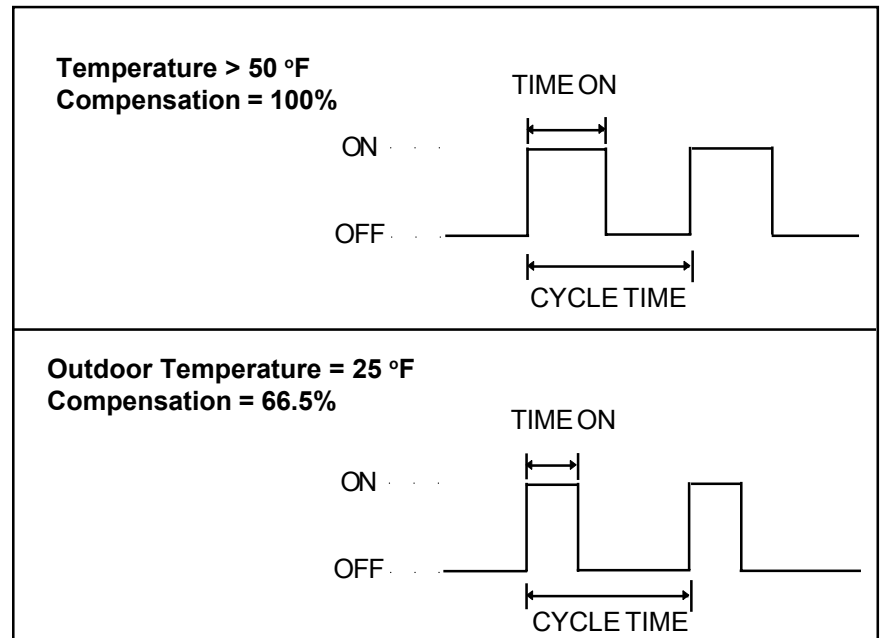 Temperature > 50 °F
Compensation = 100%
TIME ON
ON
OFF
CYCLE TIME
Outdoor Temperature = 25 °F
Compensation = 66.5%
TIME ON
ON
OFF
CYCLE TIME